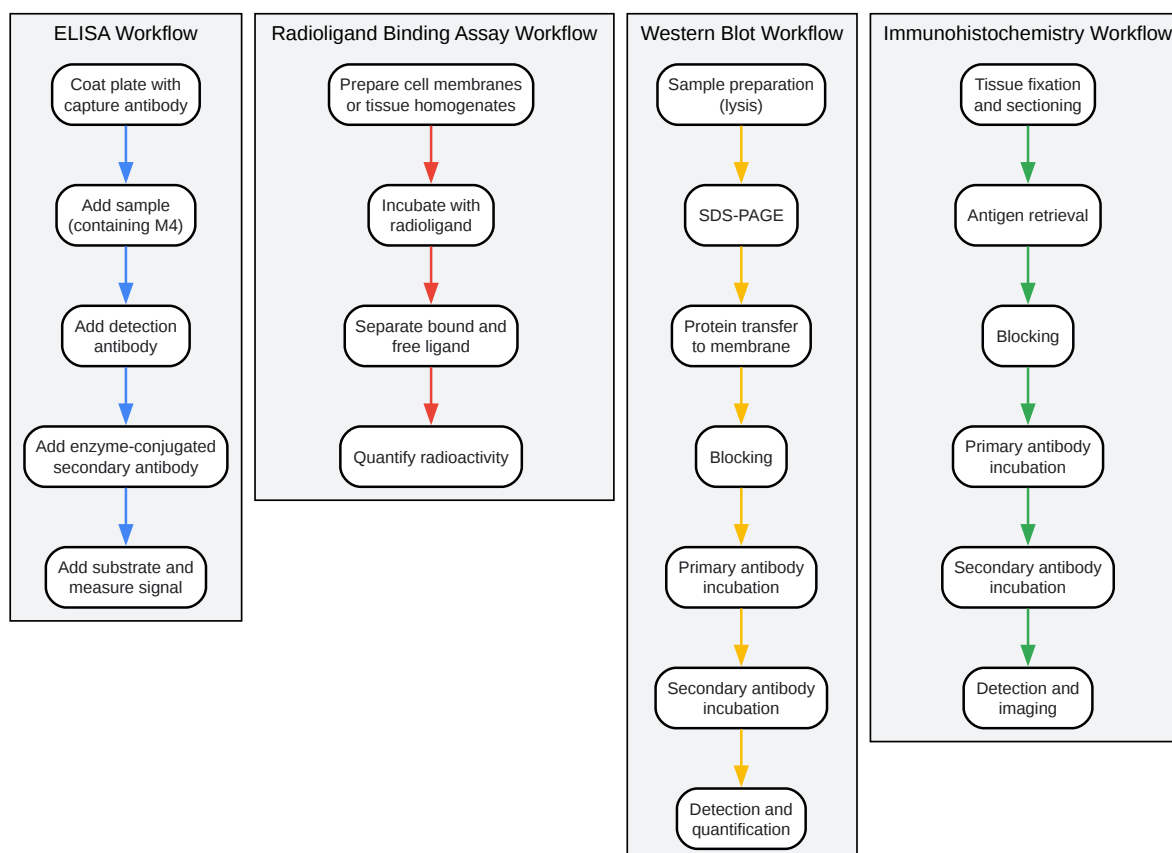 ELISA Workflow
Coat plate with
capture antibody
Add sample
(containing M4)
Add detection
antibody
Add enzyme-conjugated
secondary antibody
Add substrate and
measure signal
Radioligand Binding Assay Workflow
Prepare cell membranes
or tissue homogenates
Incubate with
radioligand
Separate bound and
free ligand
Quantify radioactivity
Western Blot Workflow
Sample preparation
(lysis)
SDS-PAGE
Protein transfer
to membrane
Blocking
Primary antibody
incubation
Secondary antibody
incubation
Detection and
quantification
Immunohistochemistry Workflow
Tissue fixation
and sectioning
Antigen retrieval
Blocking
Primary antibody
incubation
Secondary antibody
incubation
Detection and
imaging